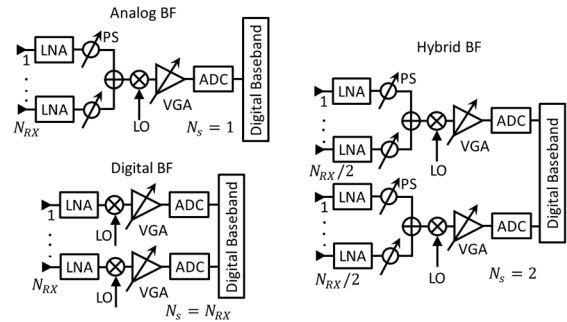 Analog BF
LNA
PS
1
LNA
N_RX
LO
VGA
ADC
Digital Baseband
N_s = 1
Digital BF
1
LNA
LO
ADC
N_RX
LNA
LO
VGA
ADC
Digital Baseband
N_s = N_RX
Hybrid BF
LNA
PS
1
LNA
N_RX/2
LO
VGA
ADC
LNA
PS
1
LNA
N_RX/2
LO
VGA
ADC
Digital Baseband
N_s = 2